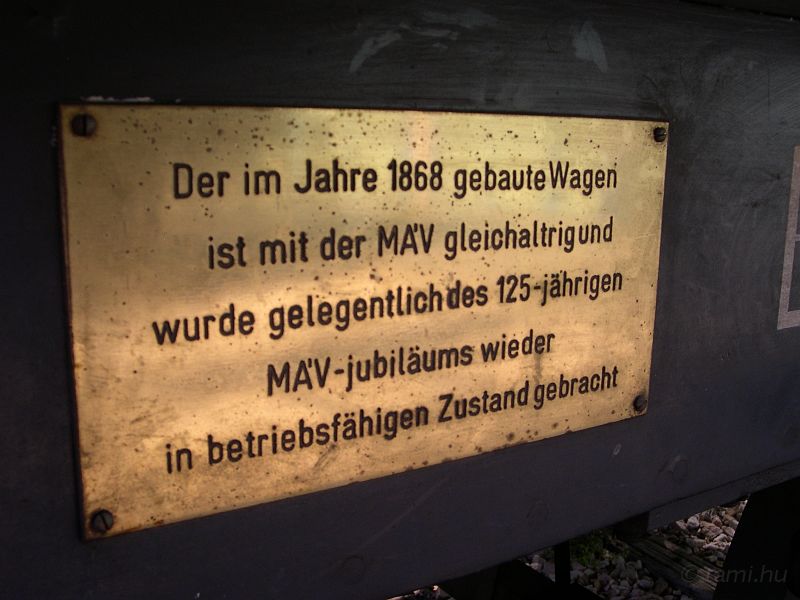 Der im Jahre 1868 gebaute Wagen
ist mit der MÁV gleichaltrig und
wurde gelegentlich des 125-jährigen
MÁV-jubiläums wieder
in betriebsfähigen Zustand gebracht
© tami.hu